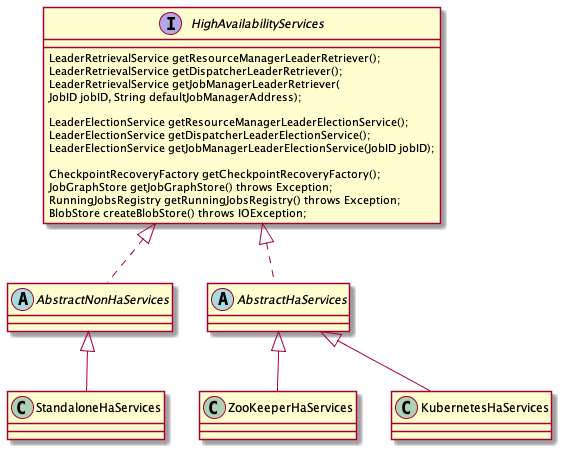 I HighAvailabilityServices
LeaderRetrievalService getResourceManagerLeaderRetriever();
LeaderRetrievalService getDispatcherLeaderRetriever();
LeaderRetrievalService getJobManagerLeaderRetriever(
JobID jobID, String defaultJobManagerAddress);
LeaderElectionService getResourceManagerLeaderElectionService();
LeaderElectionService getDispatcherLeaderElectionService();
LeaderElectionService getJobManagerLeaderElectionService(JobID jobID);
CheckpointRecoveryFactory getCheckpointRecoveryFactory();
JobGraphStore getJobGraphStore() throws Exception;
RunningJobsRegistry getRunningJobsRegistry() throws Exception;
BlobStore createBlobStore() throws IOException;
A AbstractNonHaServices
A AbstractHaServices
C StandaloneHaServices
C ZooKeeperHaServices
C KubernetesHaServices